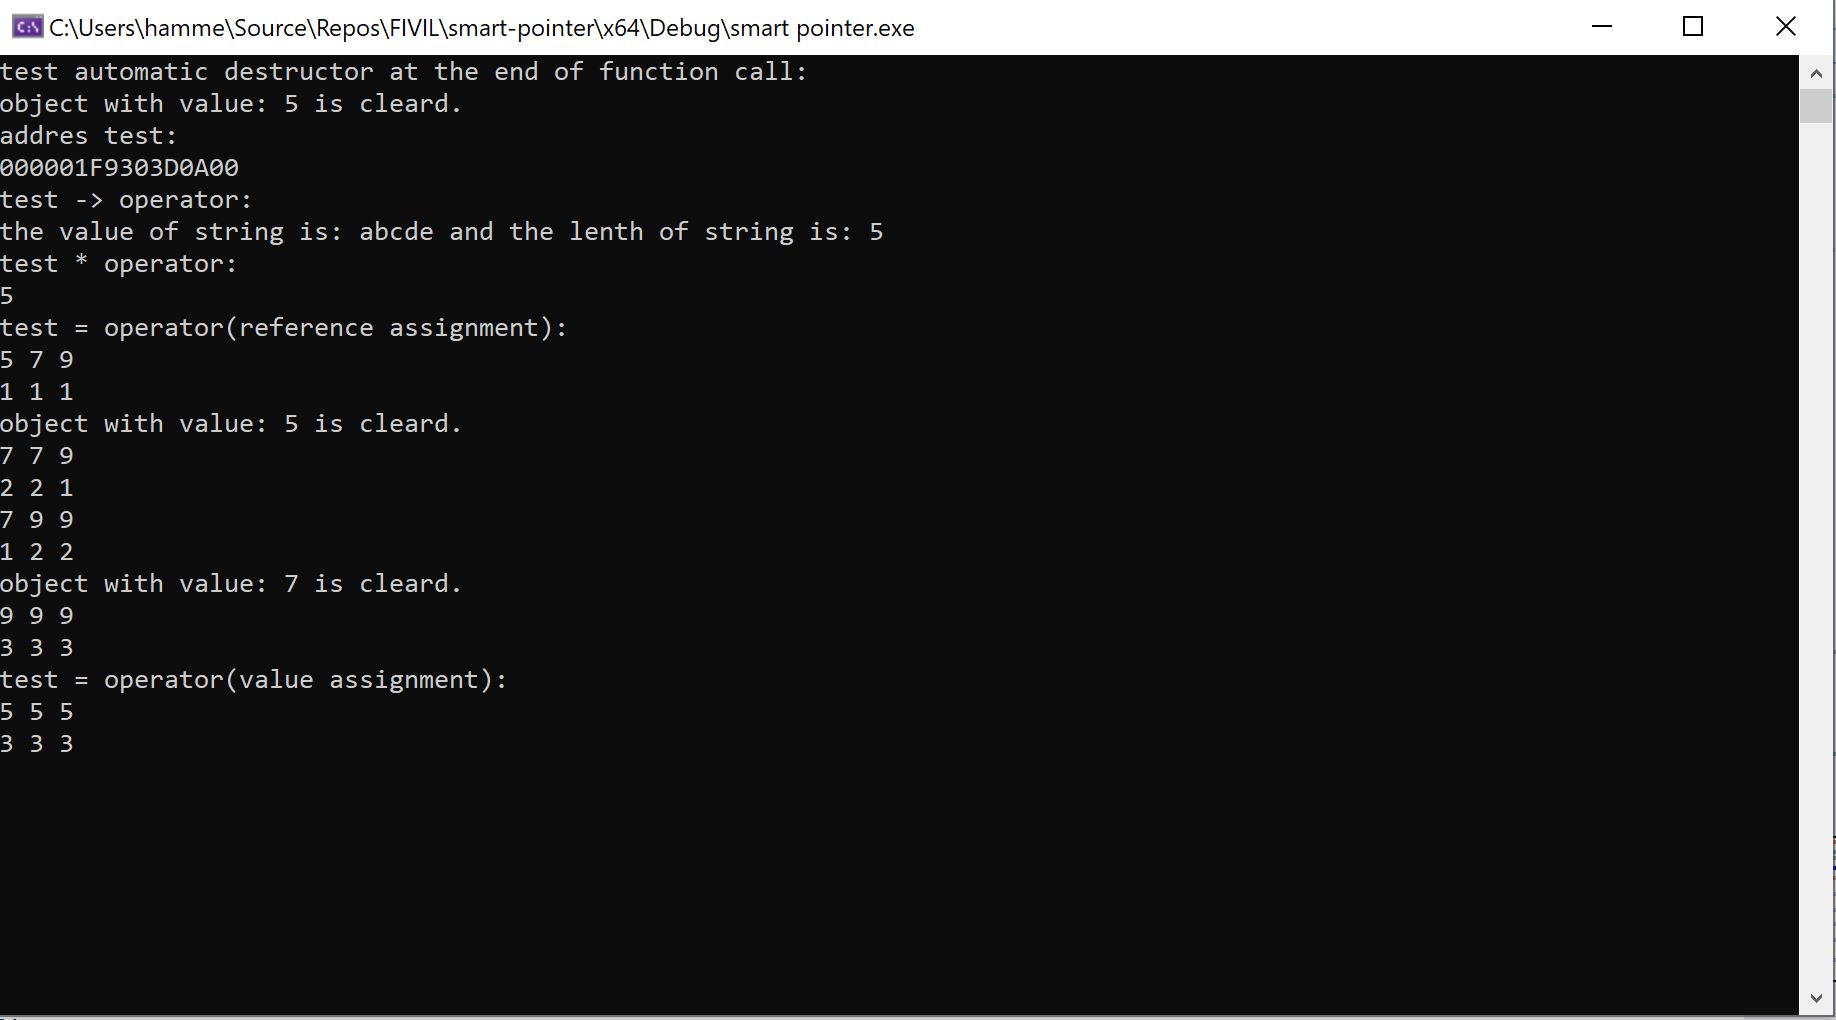 C:\Users\hamme\Source\Repos\FIVIL\smart-pointer\x64\Debug\smart pointer.exe
test automatic destructor at the end of function call:
object with value: 5 is cleard.
addres test:
000001F9303D0A00
test -> operator:
the value of string is: abcde and the lenth of string is: 5
test * operator:
5
test = operator(reference assignment):
5 7 9
1 1 1
object with value: 5 is cleard.
7 7 9
2 2 1
7 9 9
1 2 2
object with value: 7 is cleard.
9 9 9
3 3 3
test = operator(value assignment):
5 5 5
3 3 3